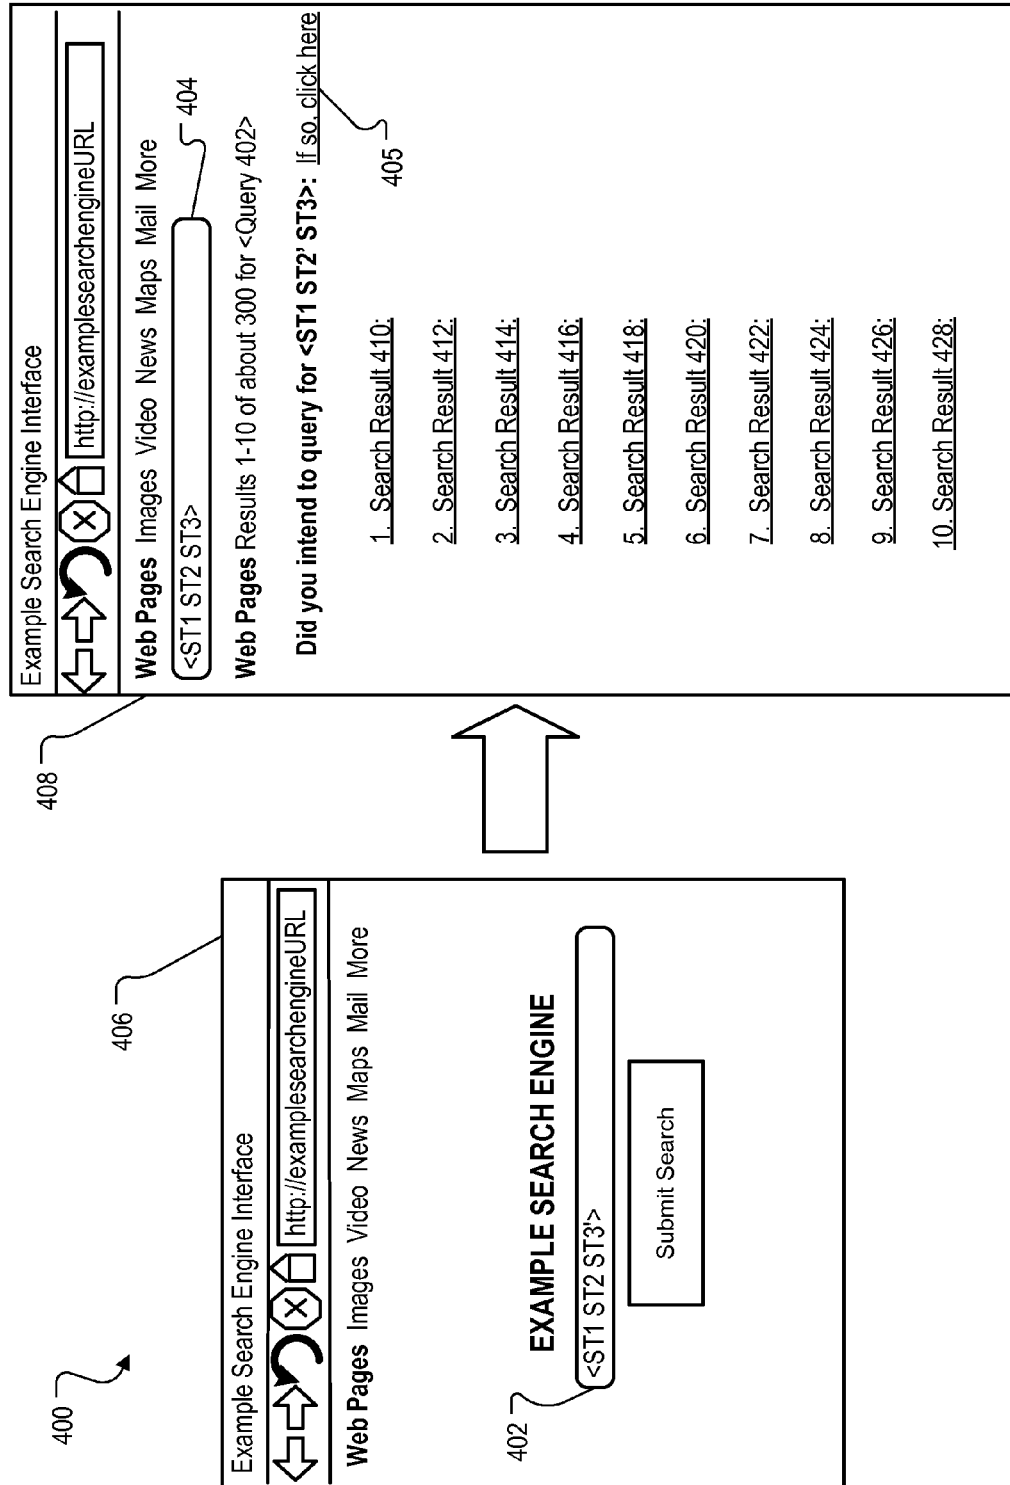 400
406
Example Search Engine Interface
http://examplesearchengineURL
Web Pages Images Video News Maps Mail More
EXAMPLE SEARCH ENGINE
402
<ST1 ST2 ST3'>
Submit Search
408
Example Search Engine Interface
http://examplesearchengineURL
Web Pages Images Video News Maps Mail More
<ST1 ST2 ST3>
404
Web Pages Results 1-10 of about 300 for <Query 402>
Did you intend to query for <ST1 ST2’ ST3>: If so, click here
405
1. Search Result 410:
2. Search Result 412:
3. Search Result 414:
4. Search Result 416:
5. Search Result 418:
6. Search Result 420:
7. Search Result 422:
8. Search Result 424:
9. Search Result 426:
10. Search Result 428: